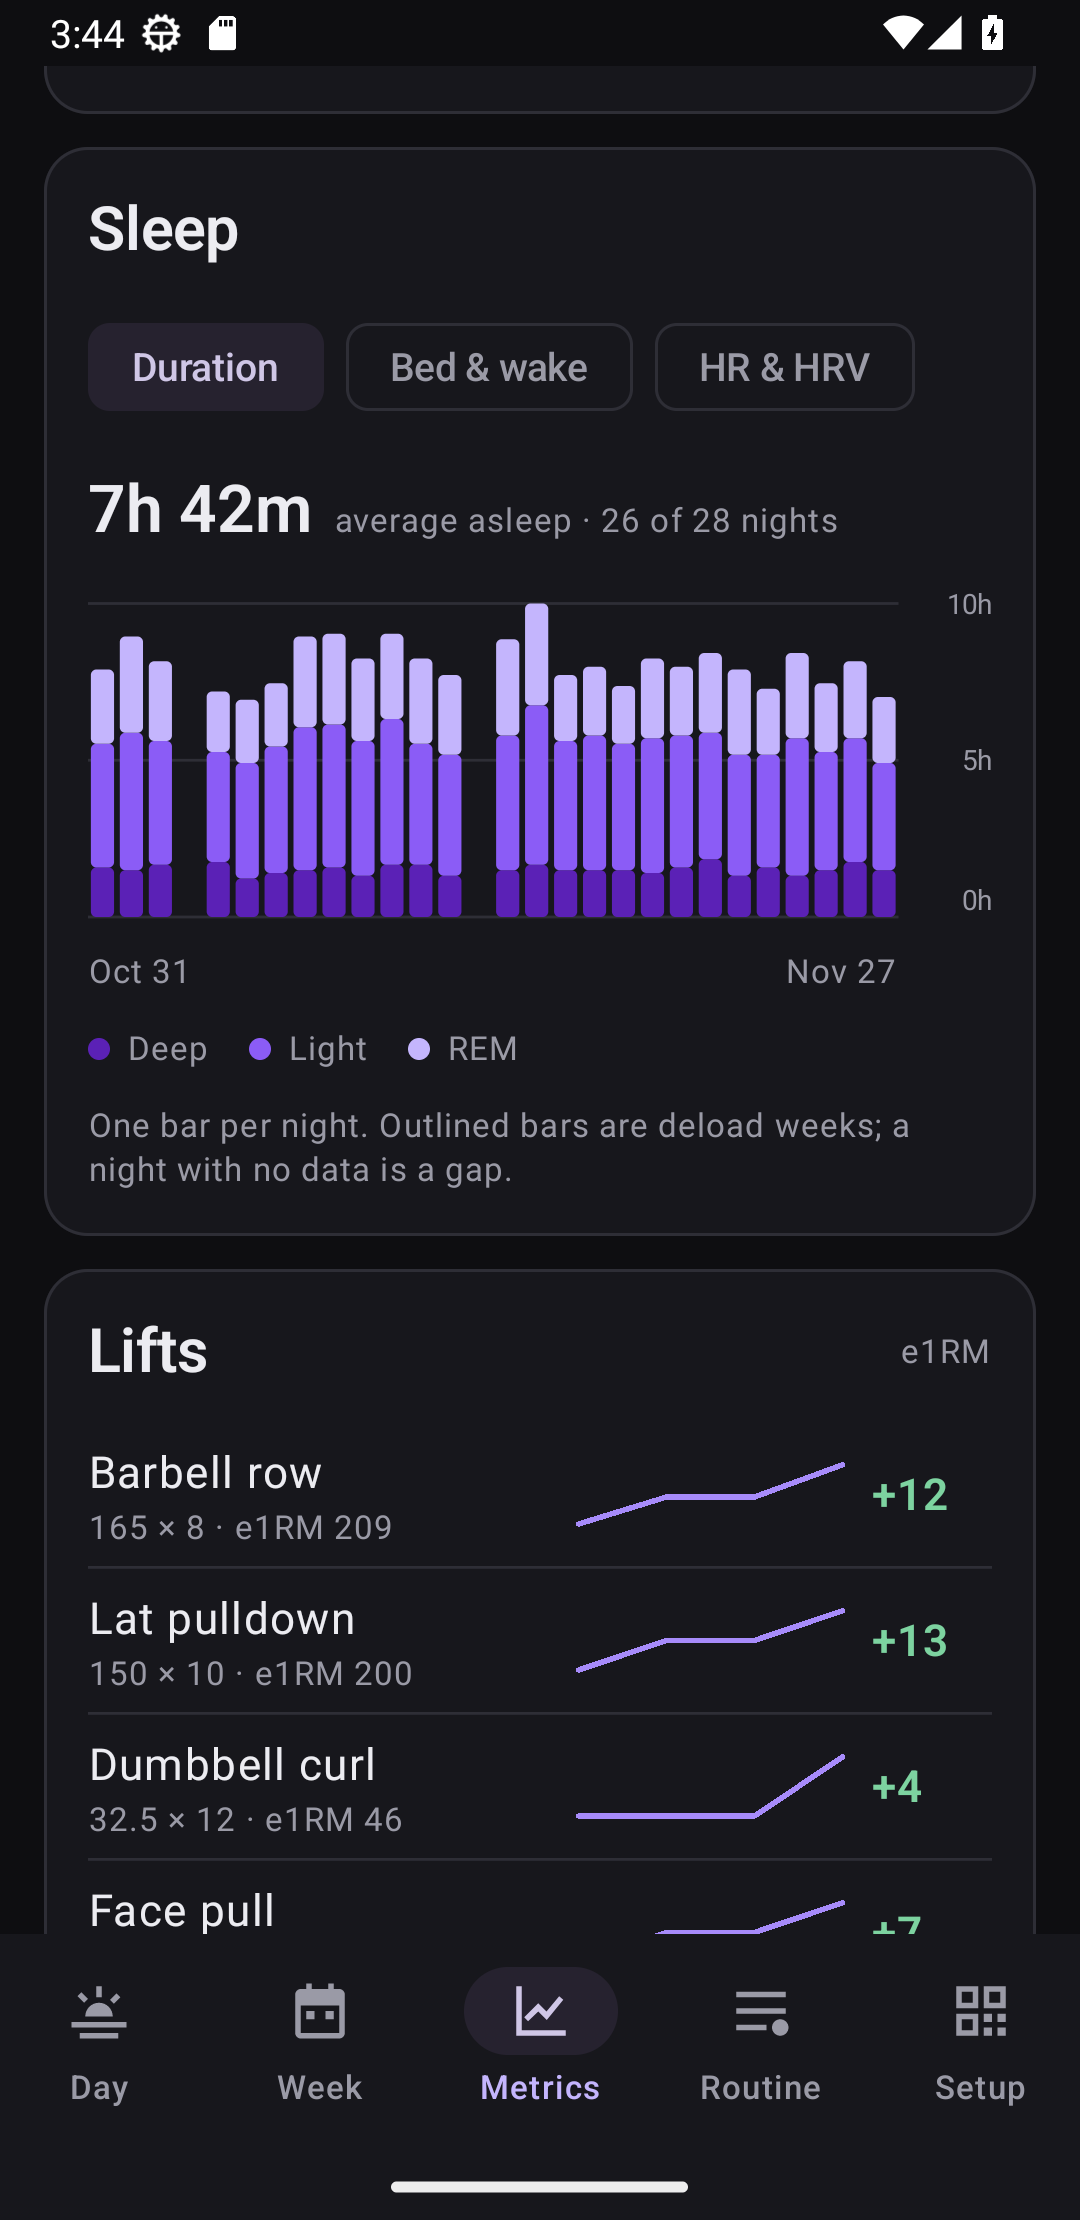 3:44
Sleep
Duration
Bed & wake
HR & HRV
7h 42m average asleep · 26 of 28 nights
10h
5h
0h
Oct 31
Nov 27
Deep
Light
REM
One bar per night. Outlined bars are deload weeks; a
night with no data is a gap.
Lifts
e1RM
Barbell row
165 × 8 · e1RM 209
+12
Lat pulldown
150 × 10 · e1RM 200
+13
Dumbbell curl
32.5 × 12 · e1RM 46
+4
Face pull
+7
Day
Week
Metrics
Routine
Setup